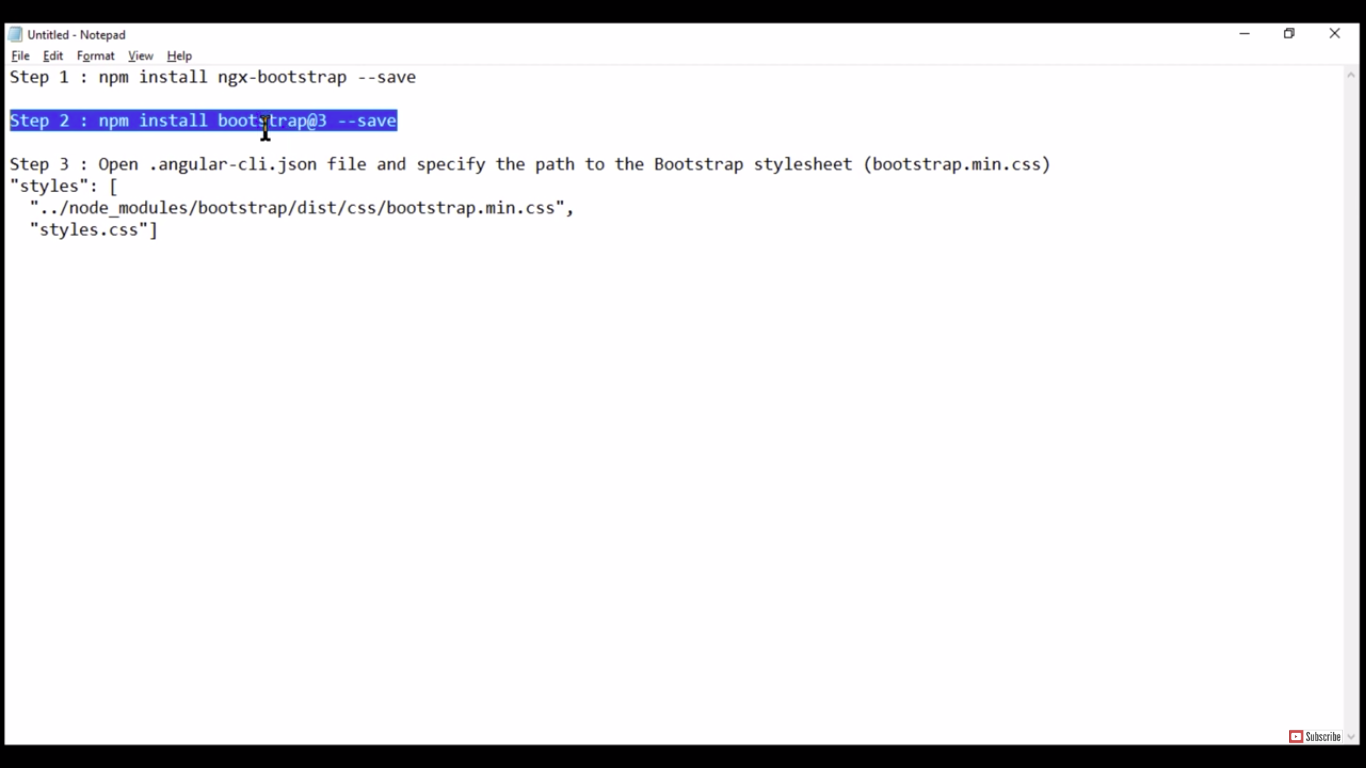 Untitled - Notepad
File Edit Format View Help
Step 1 : npm install ngx-bootstrap --save
Step 2 : npm install bootstrap@3 --save
Step 3 : Open .angular-cli.json file and specify the path to the Bootstrap stylesheet (bootstrap.min.css)
"styles": [
  "../node_modules/bootstrap/dist/css/bootstrap.min.css",
  "styles.css"]
Subscribe